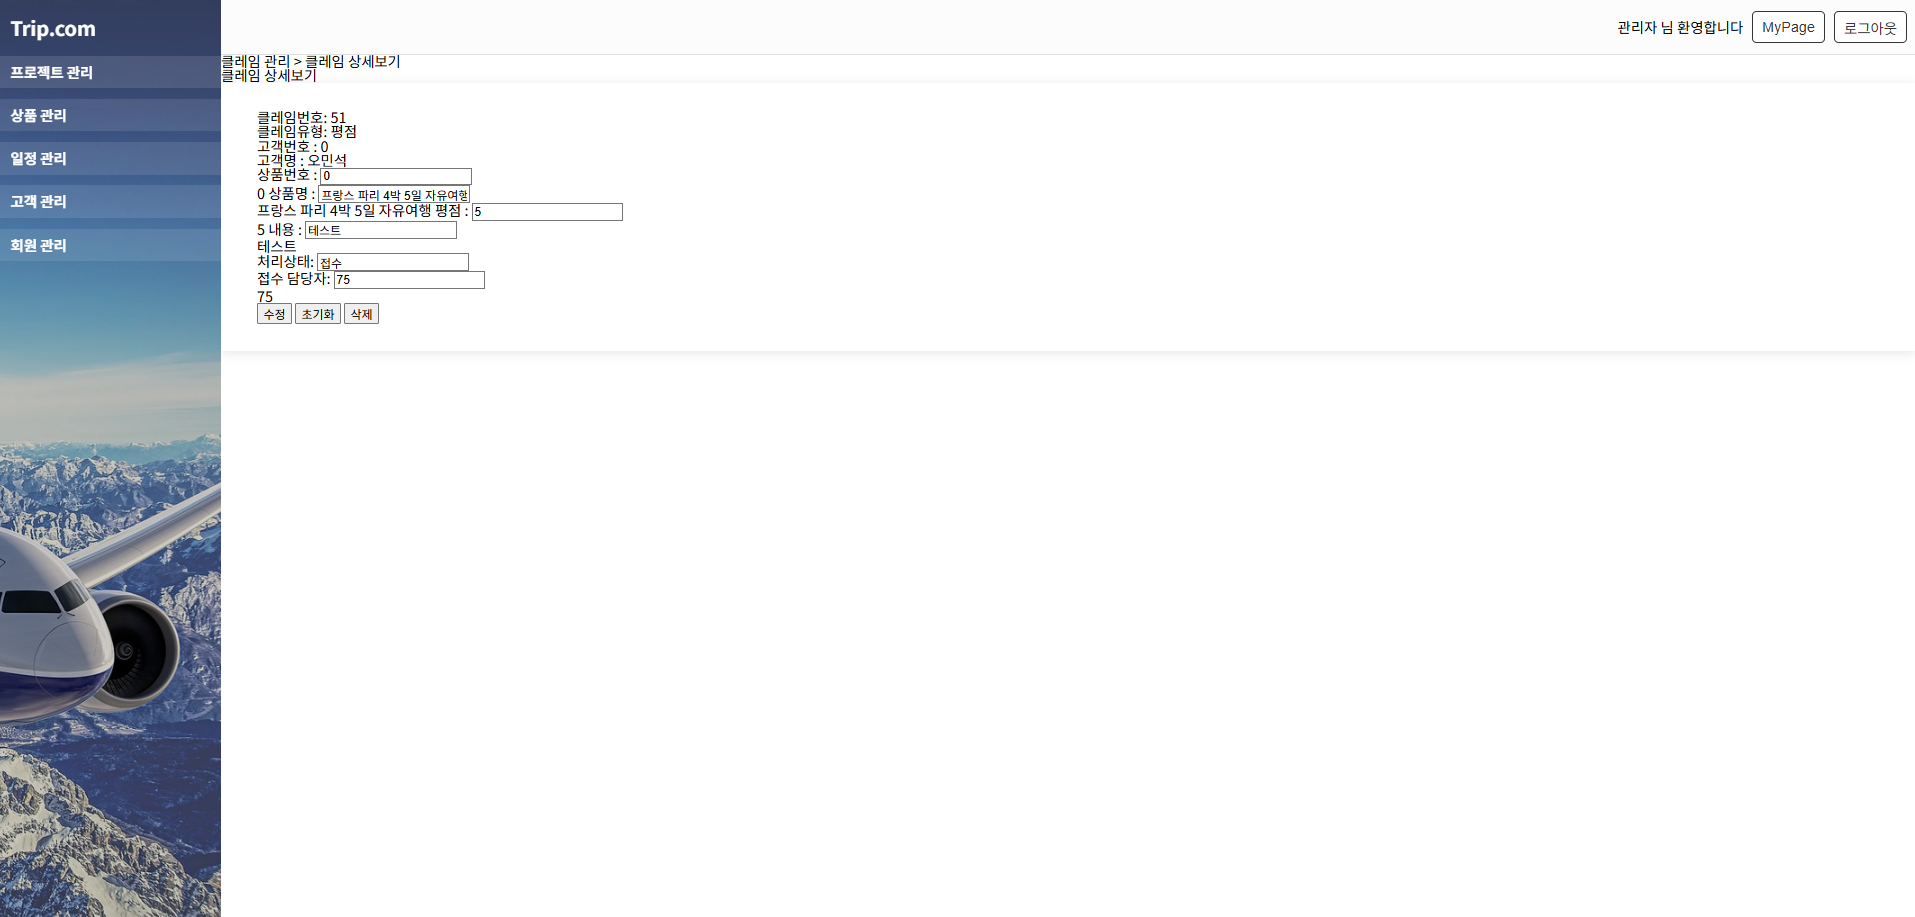 Trip.com
관리자 님 환영합니다 MyPage 로그아웃
프로젝트 관리
상품 관리
일정 관리
고객 관리
회원 관리
클레임 관리 > 클레임 상세보기
클레임 상세보기
클레임번호: 51
클레임유형: 평점
고객번호 : 0
고객명 : 오민석
상품번호 : 0
0 상품명 : 프랑스 파리 4박 5일 자유여행
프랑스 파리 4박 5일 자유여행 평점 : 5
5 내용 : 테스트
테스트
처리상태: 접수
접수 담당자: 75
75
수정 초기화 삭제